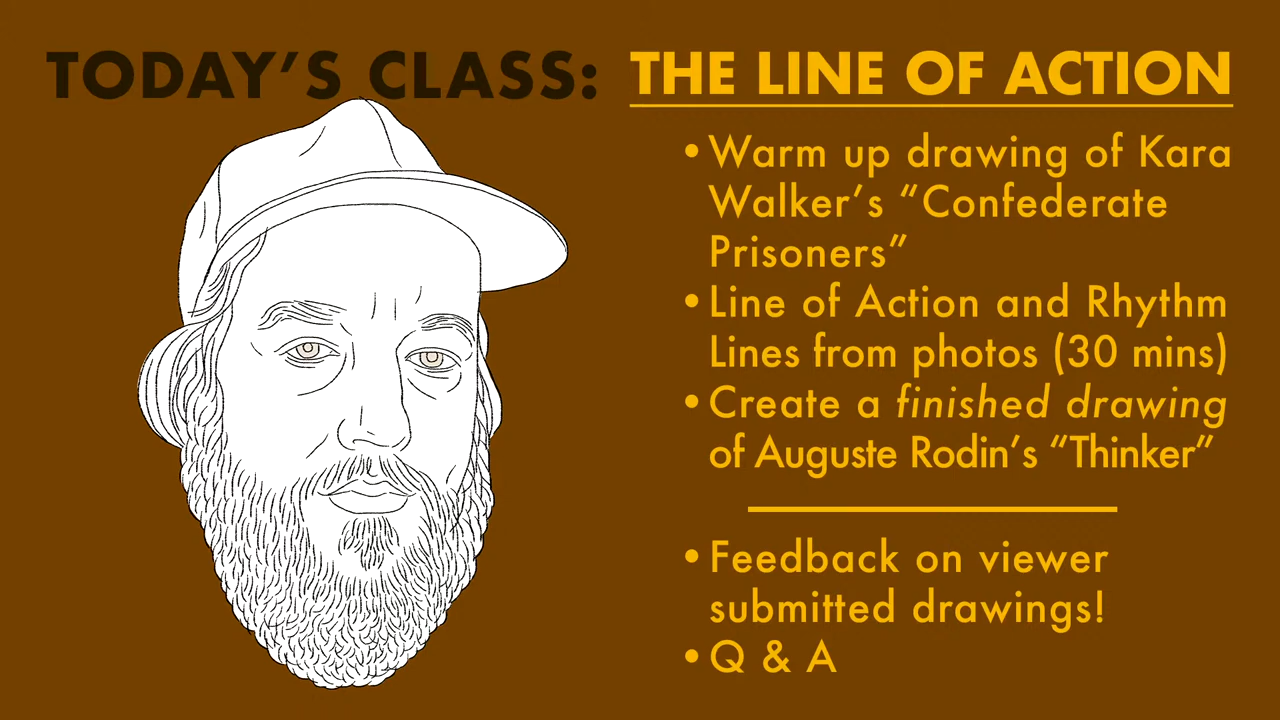 TODAY’S CLASS: THE LINE OF ACTION
• Warm up drawing of Kara
Walker’s “Confederate
Prisoners”
• Line of Action and Rhythm
Lines from photos (30 mins)
• Create a finished drawing
of Auguste Rodin’s “Thinker”
• Feedback on viewer
submitted drawings!
• Q & A